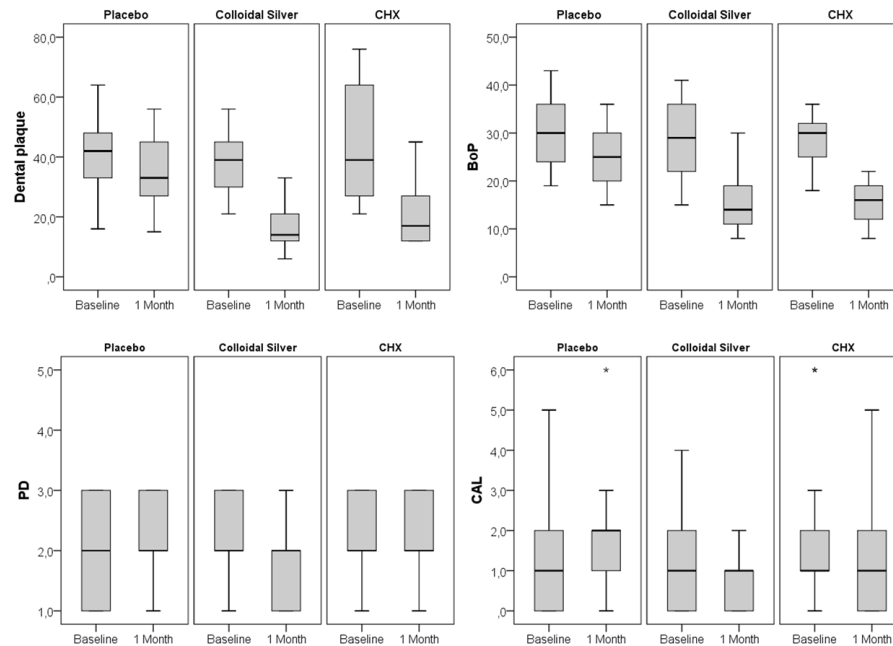 Placebo Colloidal Silver CHX
Dental plaque
80,0
60,0
40,0
20,0
,0
Baseline 1 Month Baseline 1 Month Baseline 1 Month
Placebo Colloidal Silver CHX
BoP
50,0
40,0
30,0
20,0
10,0
,0
Baseline 1 Month Baseline 1 Month Baseline 1 Month
Placebo Colloidal Silver CHX
PD
5,0
4,0
3,0
2,0
1,0
Baseline 1 Month Baseline 1 Month Baseline 1 Month
Placebo Colloidal Silver CHX
CAL
6,0
5,0
4,0
3,0
2,0
1,0
,0
Baseline 1 Month Baseline 1 Month Baseline 1 Month